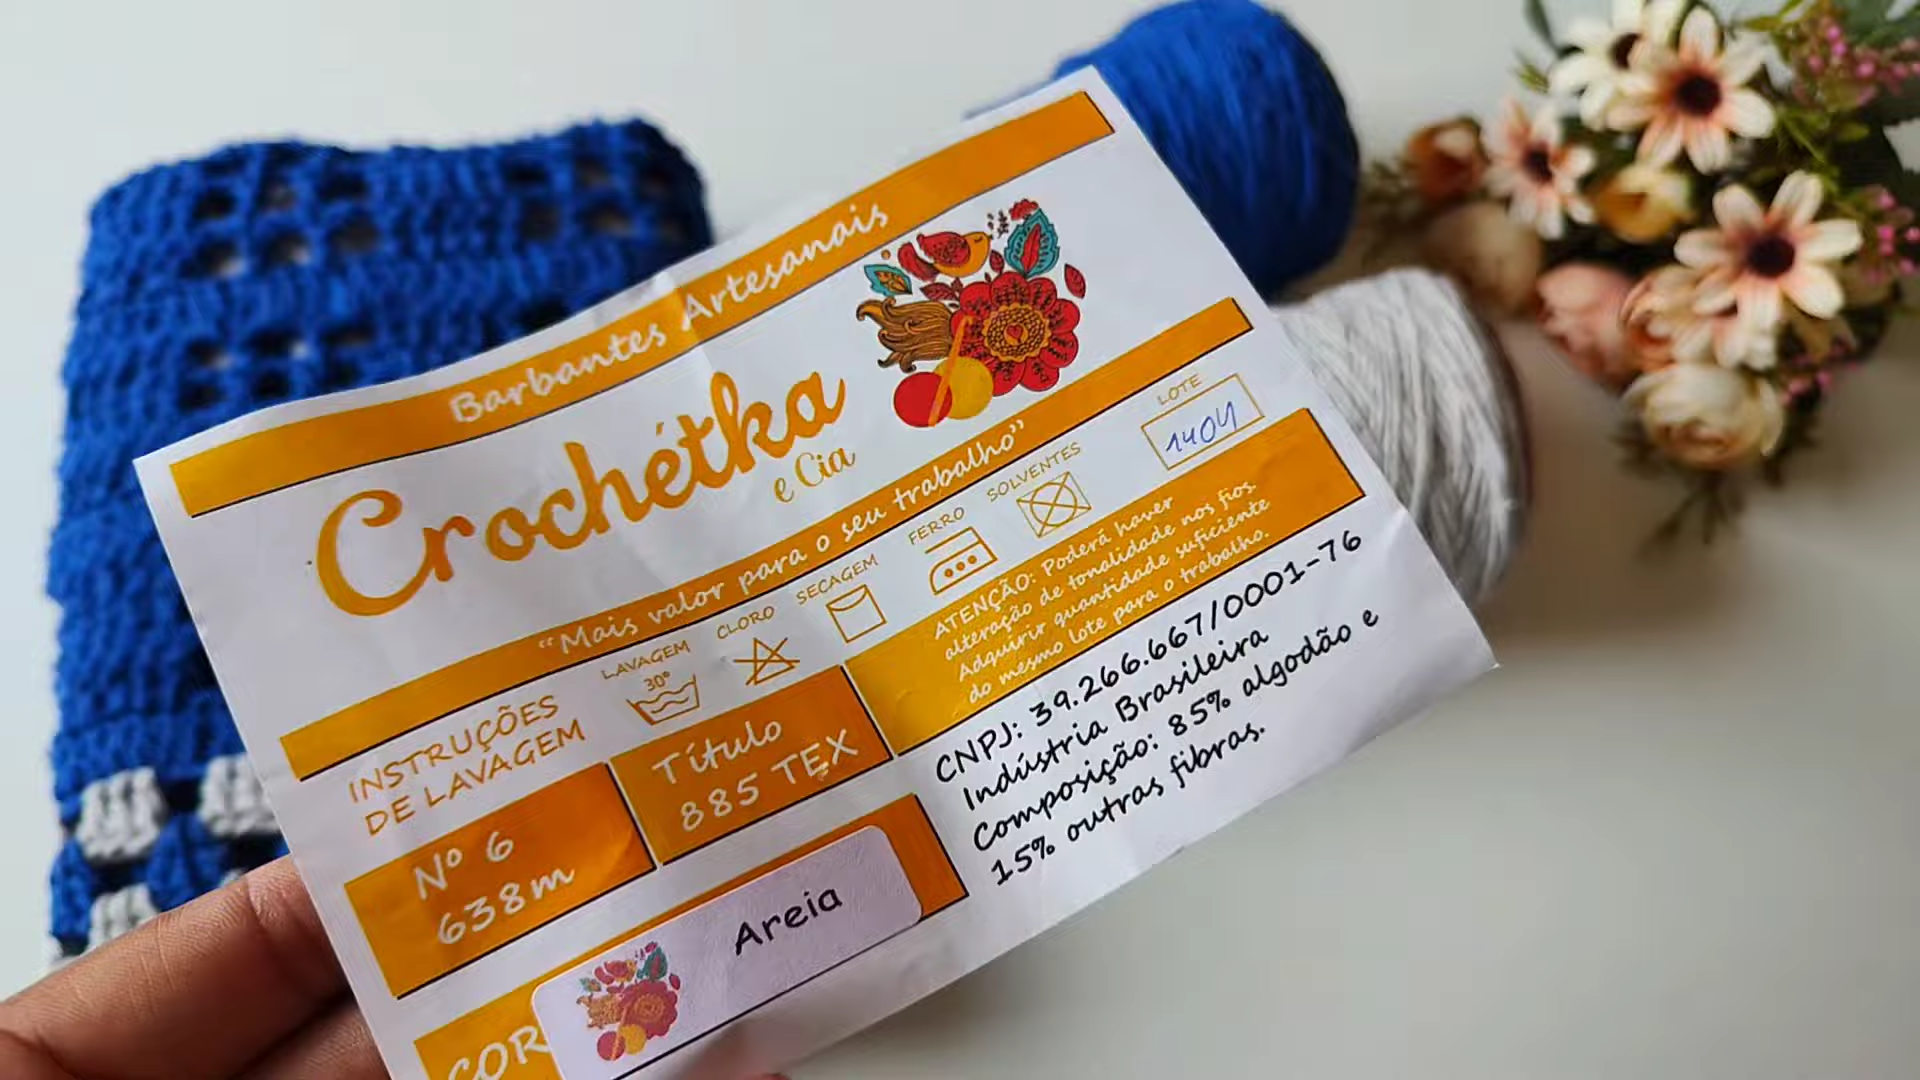 Barbantes Artesanais
Crochétka
e Cia
"Mais valor para o seu trabalho"
INSTRUÇÕES
DE LAVAGEM
LAVAGEM
30°
CLORO
SECAGEM
FERRO
SOLVENTES
LOTE
1404
Nº 6
638m
Título
885 TEX
ATENÇÃO: Poderá haver
alteração de tonalidade nos fios.
Adquirir quantidade suficiente
do mesmo lote para o trabalho.
CNPJ: 39.266.667/0001-76
Indústria Brasileira
Composição: 85% algodão e
15% outras fibras.
COR
Areia